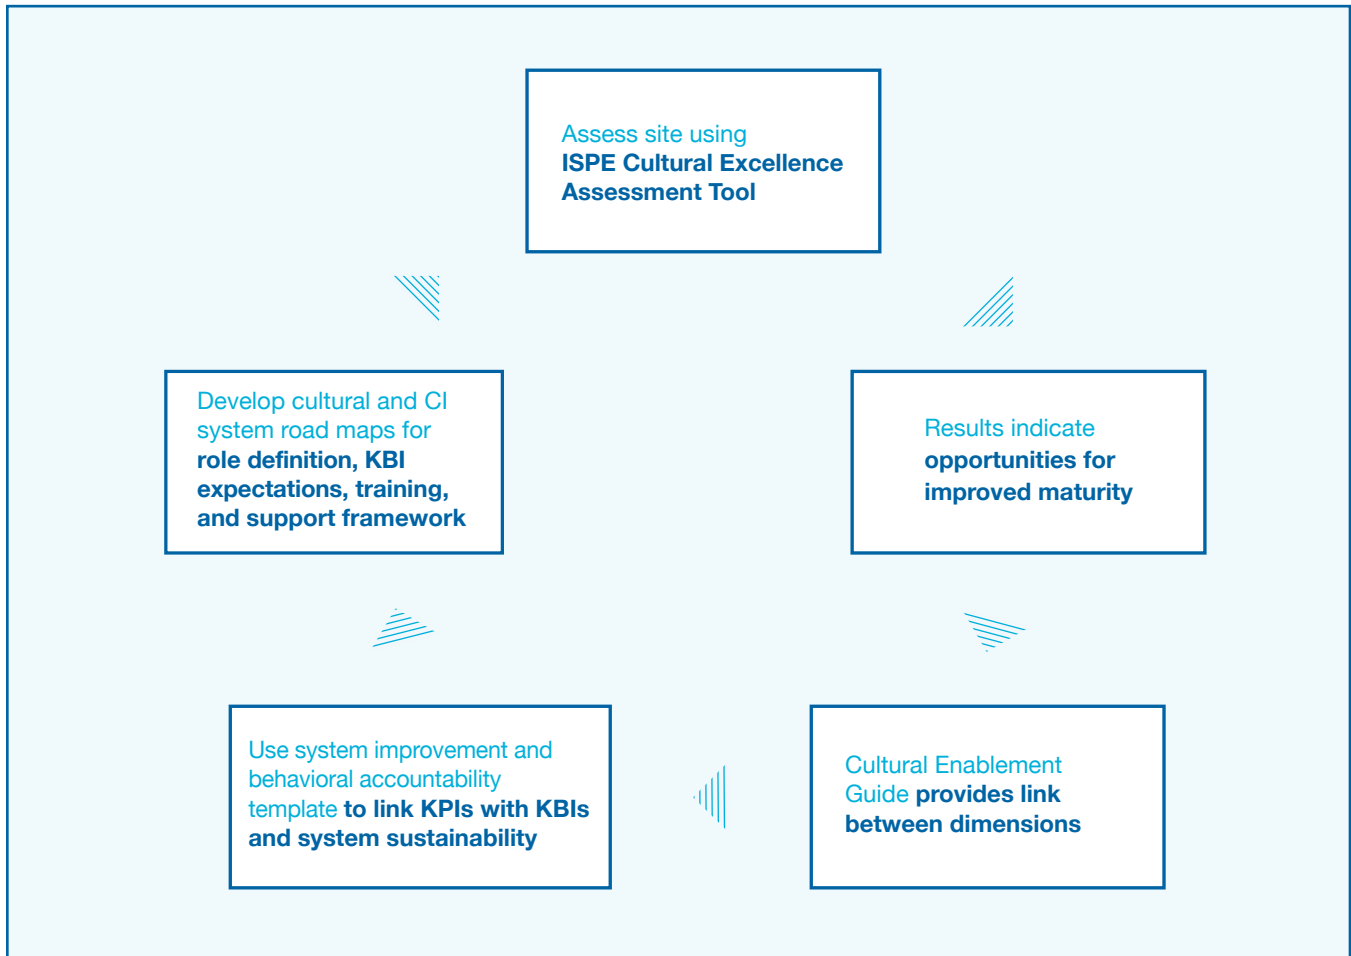 Assess site using
ISPE Cultural Excellence
Assessment Tool
Develop cultural and CI
system road maps for
role definition, KBI
expectations, training,
and support framework
Results indicate
opportunities for
improved maturity
Use system improvement and
behavioral accountability
template to link KPIs with KBIs
and system sustainability
Cultural Enablement
Guide provides link
between dimensions